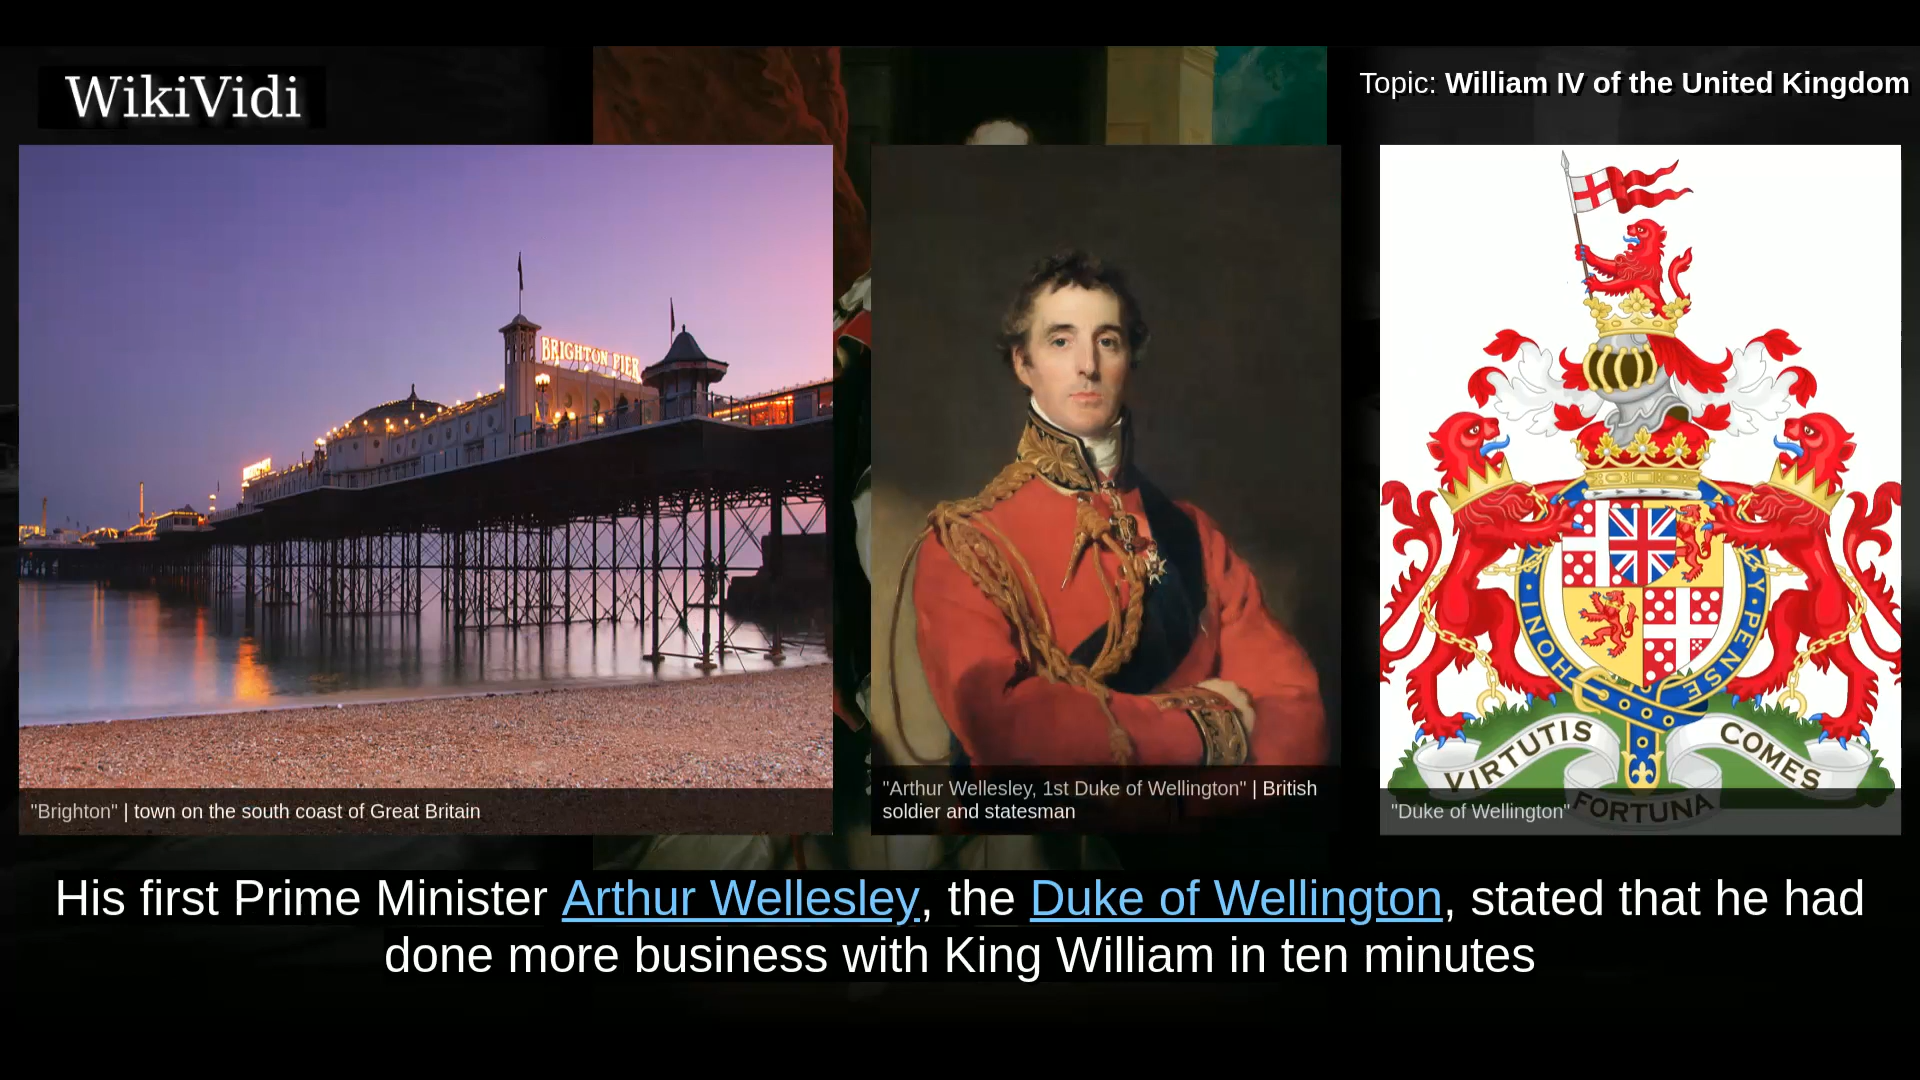 WikiVidi
Topic: William IV of the United Kingdom
BRIGHTON PIER
"Brighton" | town on the south coast of Great Britain
"Arthur Wellesley, 1st Duke of Wellington" | British
soldier and statesman
HONI
Y·PENSE
VIRTUTIS
FORTUNA
COMES
"Duke of Wellington"
His first Prime Minister Arthur Wellesley, the Duke of Wellington, stated that he had
done more business with King William in ten minutes